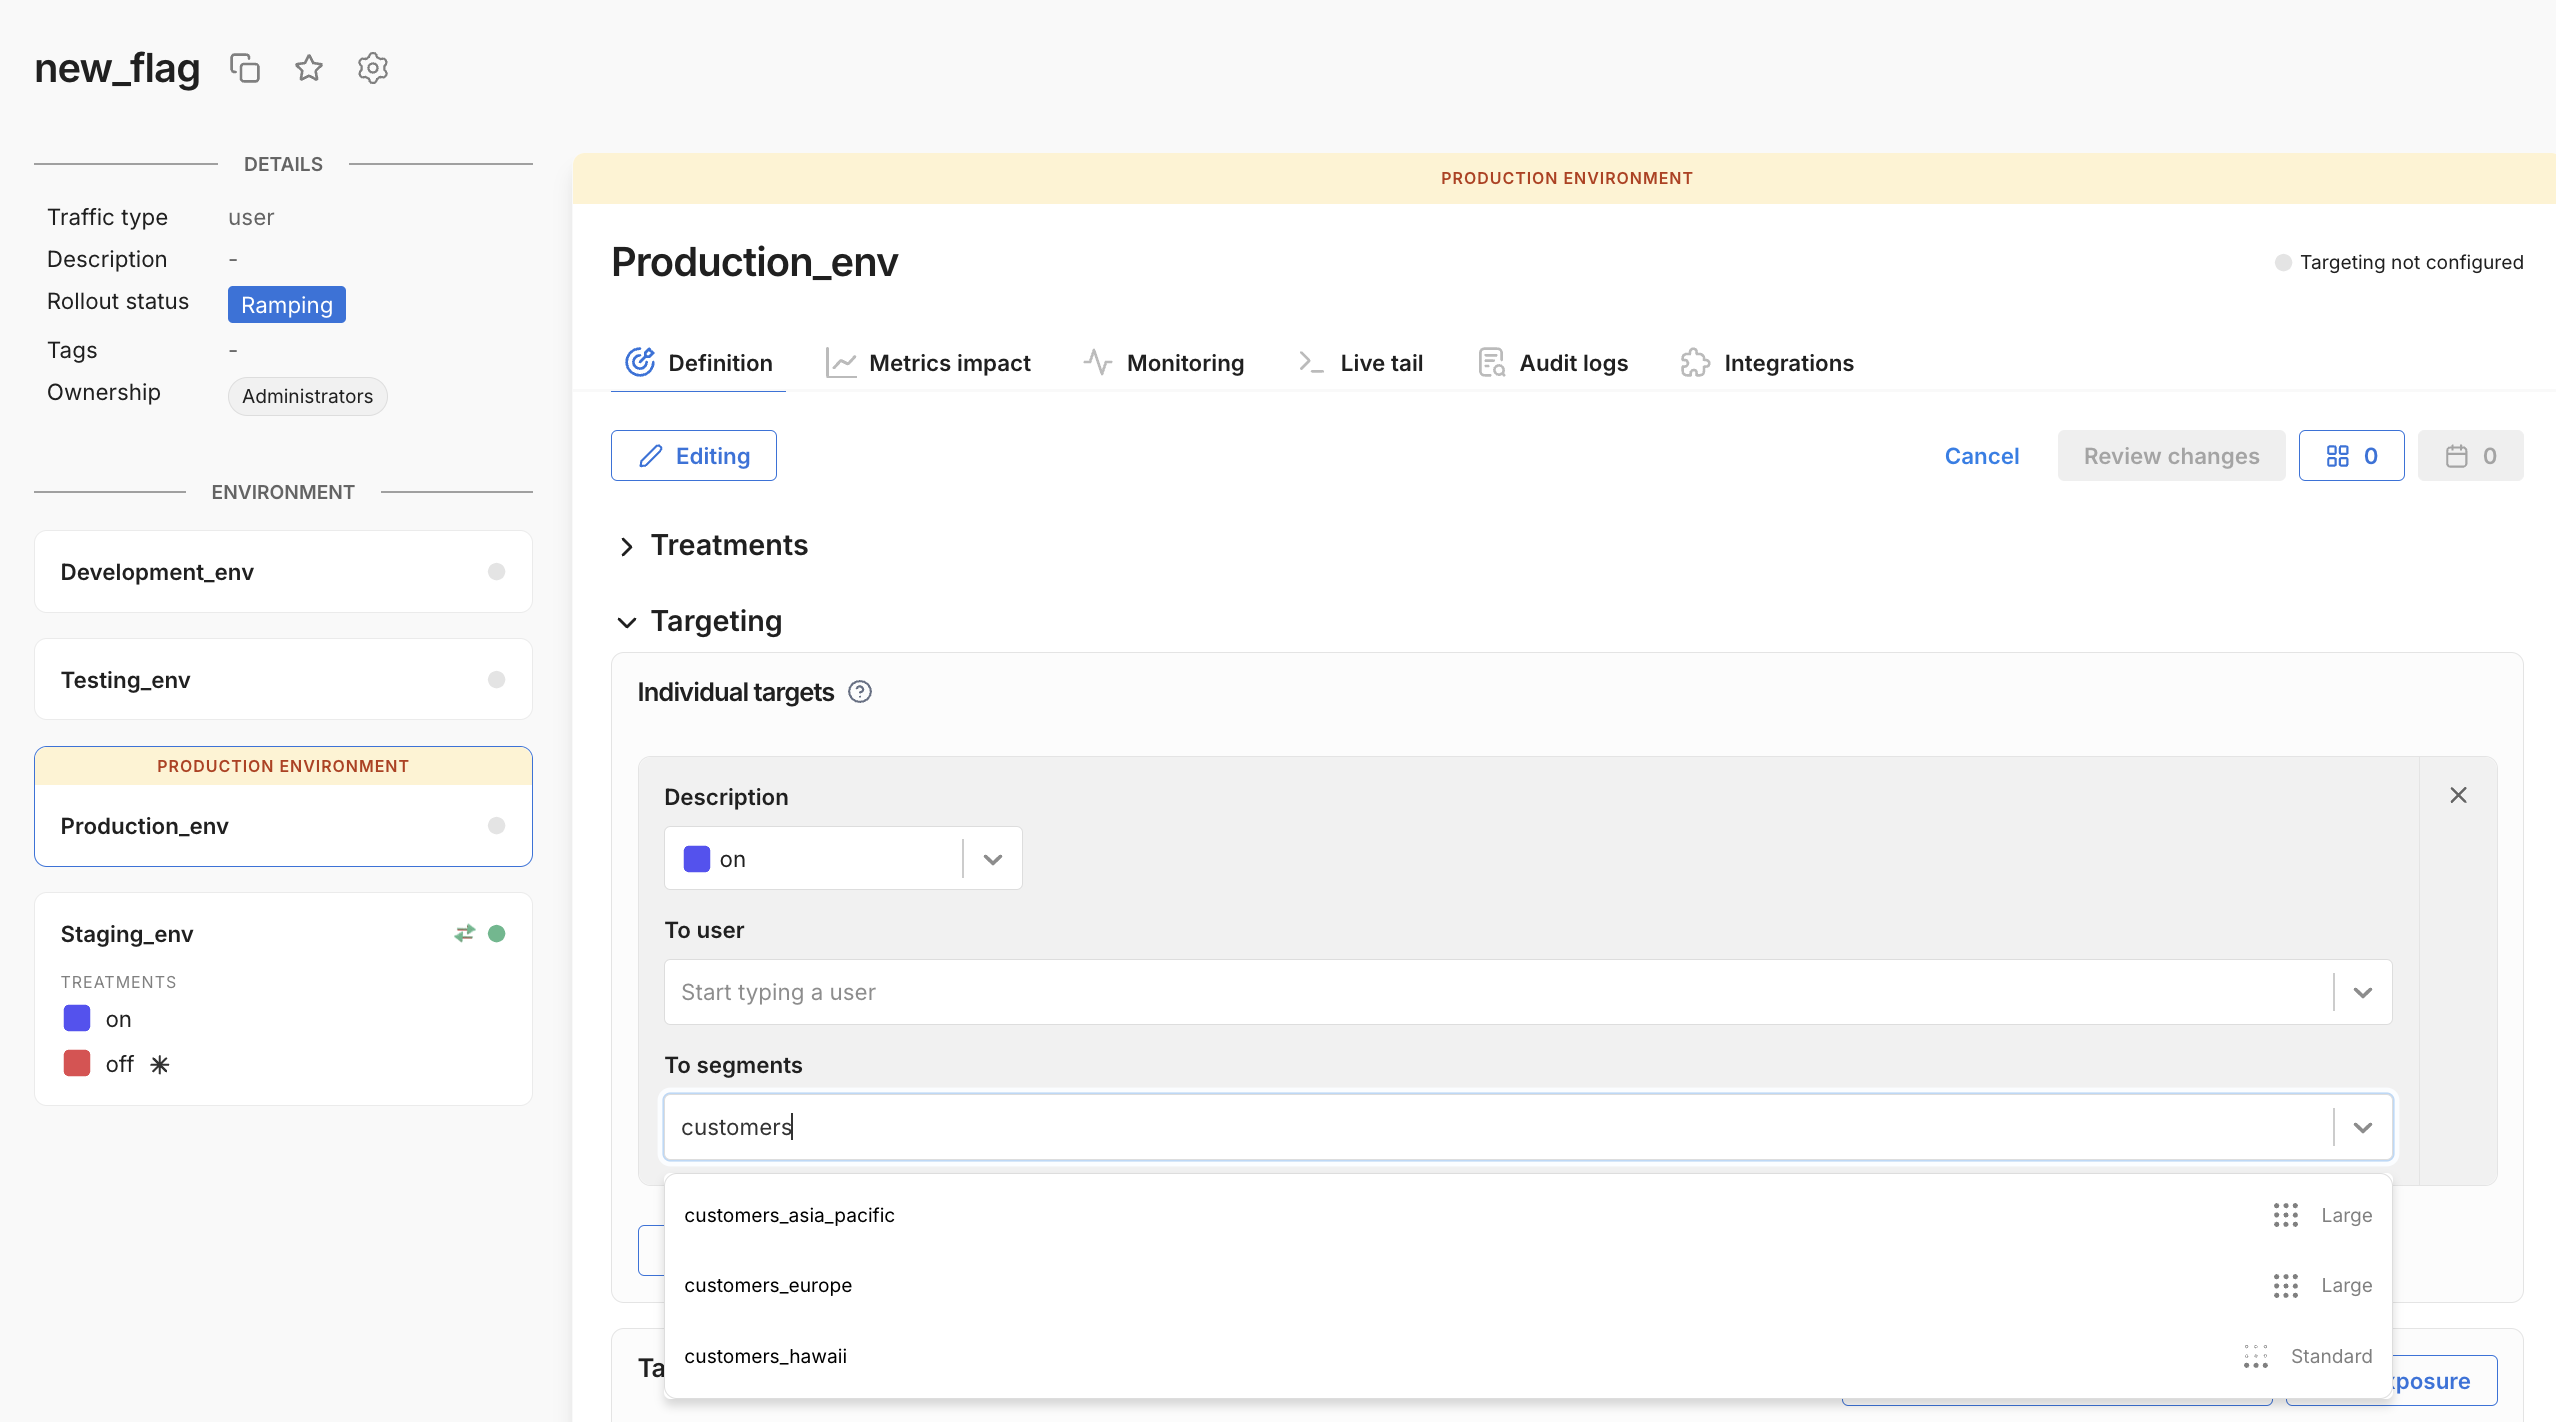 new_flag
DETAILS
Traffic type user
Description -
Rollout status Ramping
Tags -
Ownership Administrators
ENVIRONMENT
Development_env
Testing_env
PRODUCTION ENVIRONMENT
Production_env
Staging_env
TREATMENTS
on
off
PRODUCTION ENVIRONMENT
Production_env
Targeting not configured
Definition Metrics impact Monitoring Live tail Audit logs Integrations
Editing Cancel Review changes 0 0
Treatments
Targeting
Individual targets
Description
on
To user
Start typing a user
To segments
customers
customers_asia_pacific Large
customers_europe Large
customers_hawaii Standard